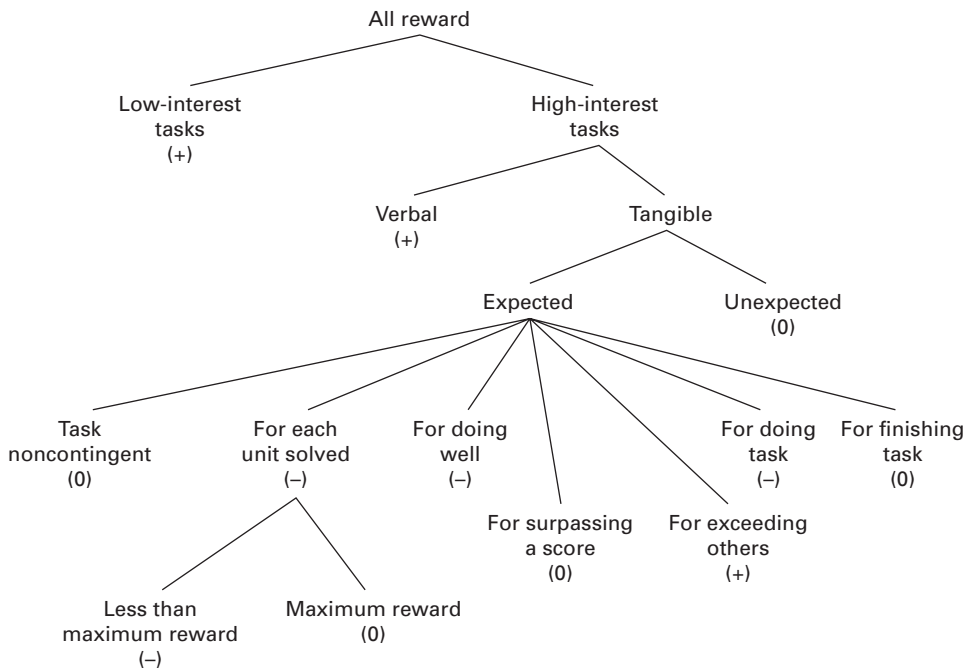 All reward
Low-interest
tasks
(+)
High-interest
tasks
Verbal
(+)
Tangible
Expected
Unexpected
(0)
Task
noncontingent
(0)
For each
unit solved
(–)
For doing
well
(–)
For surpassing
a score
(0)
For exceeding
others
(+)
For doing
task
(–)
For finishing
task
(0)
Less than
maximum reward
(–)
Maximum reward
(0)